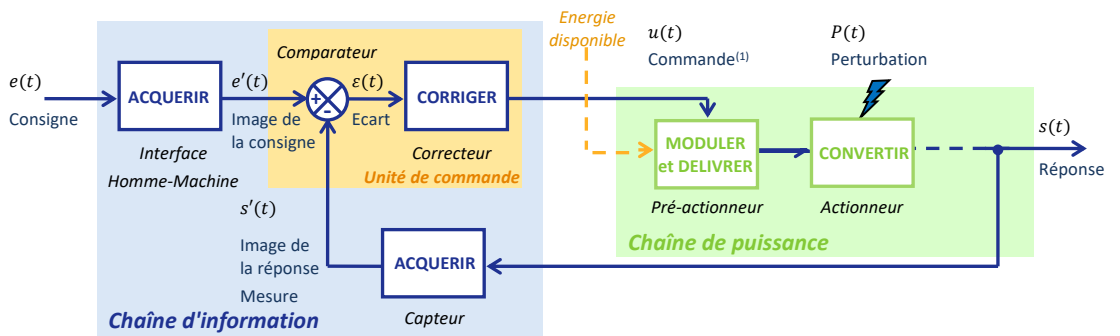 Energie
disponible
u(t)
Commande(1)
P(t)
Perturbation
Comparateur
e(t)
Consigne
ACQUERIR
e′(t)
Image de
la consigne
+
-
ε(t)
Ecart
CORRIGER
Interface
Homme-Machine
Correcteur
Unité de commande
MODULER
et DELIVRER
CONVERTIR
s(t)
Réponse
Pré-actionneur
Actionneur
Chaîne de puissance
s′(t)
Image de
la réponse
Mesure
ACQUERIR
Capteur
Chaîne d'information